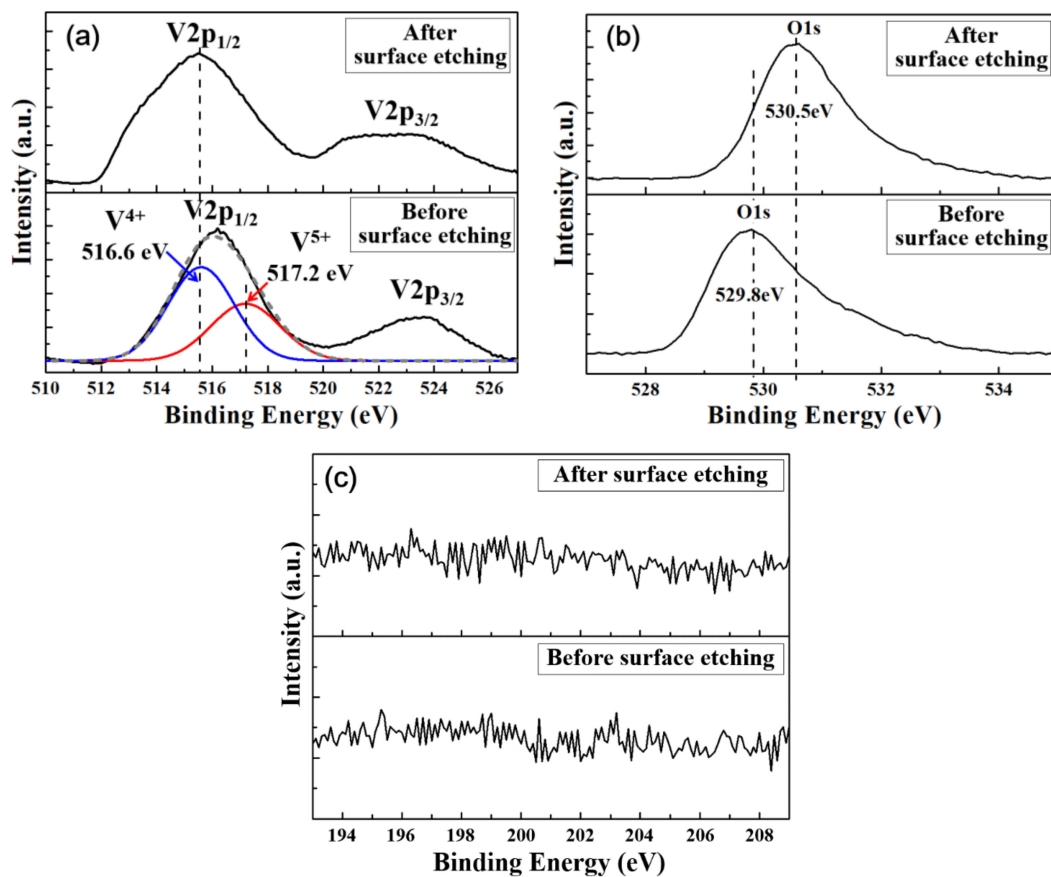 (a)
V2p1/2
After
surface etching
V2p3/2
Intensity (a.u.)
V4+
516.6 eV
V2p1/2
V5+
517.2 eV
Before
surface etching
V2p3/2
510 512 514 516 518 520 522 524 526
Binding Energy (eV)
(b)
O1s
After
surface etching
530.5eV
Intensity (a.u.)
O1s
Before
surface etching
529.8eV
528 530 532 534
Binding Energy (eV)
(c)
After surface etching
Intensity (a.u.)
Before surface etching
194 196 198 200 202 204 206 208
Binding Energy (eV)